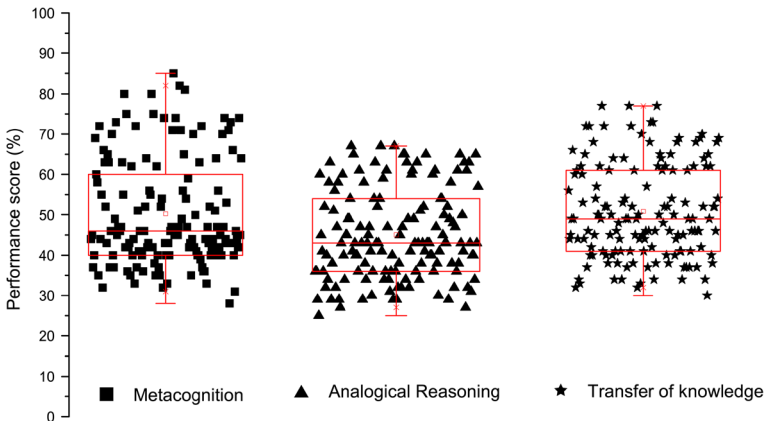 100
90
80
70
60
50
40
30
20
10
0
Performance score (%)
Metacognition
Analogical Reasoning
Transfer of knowledge